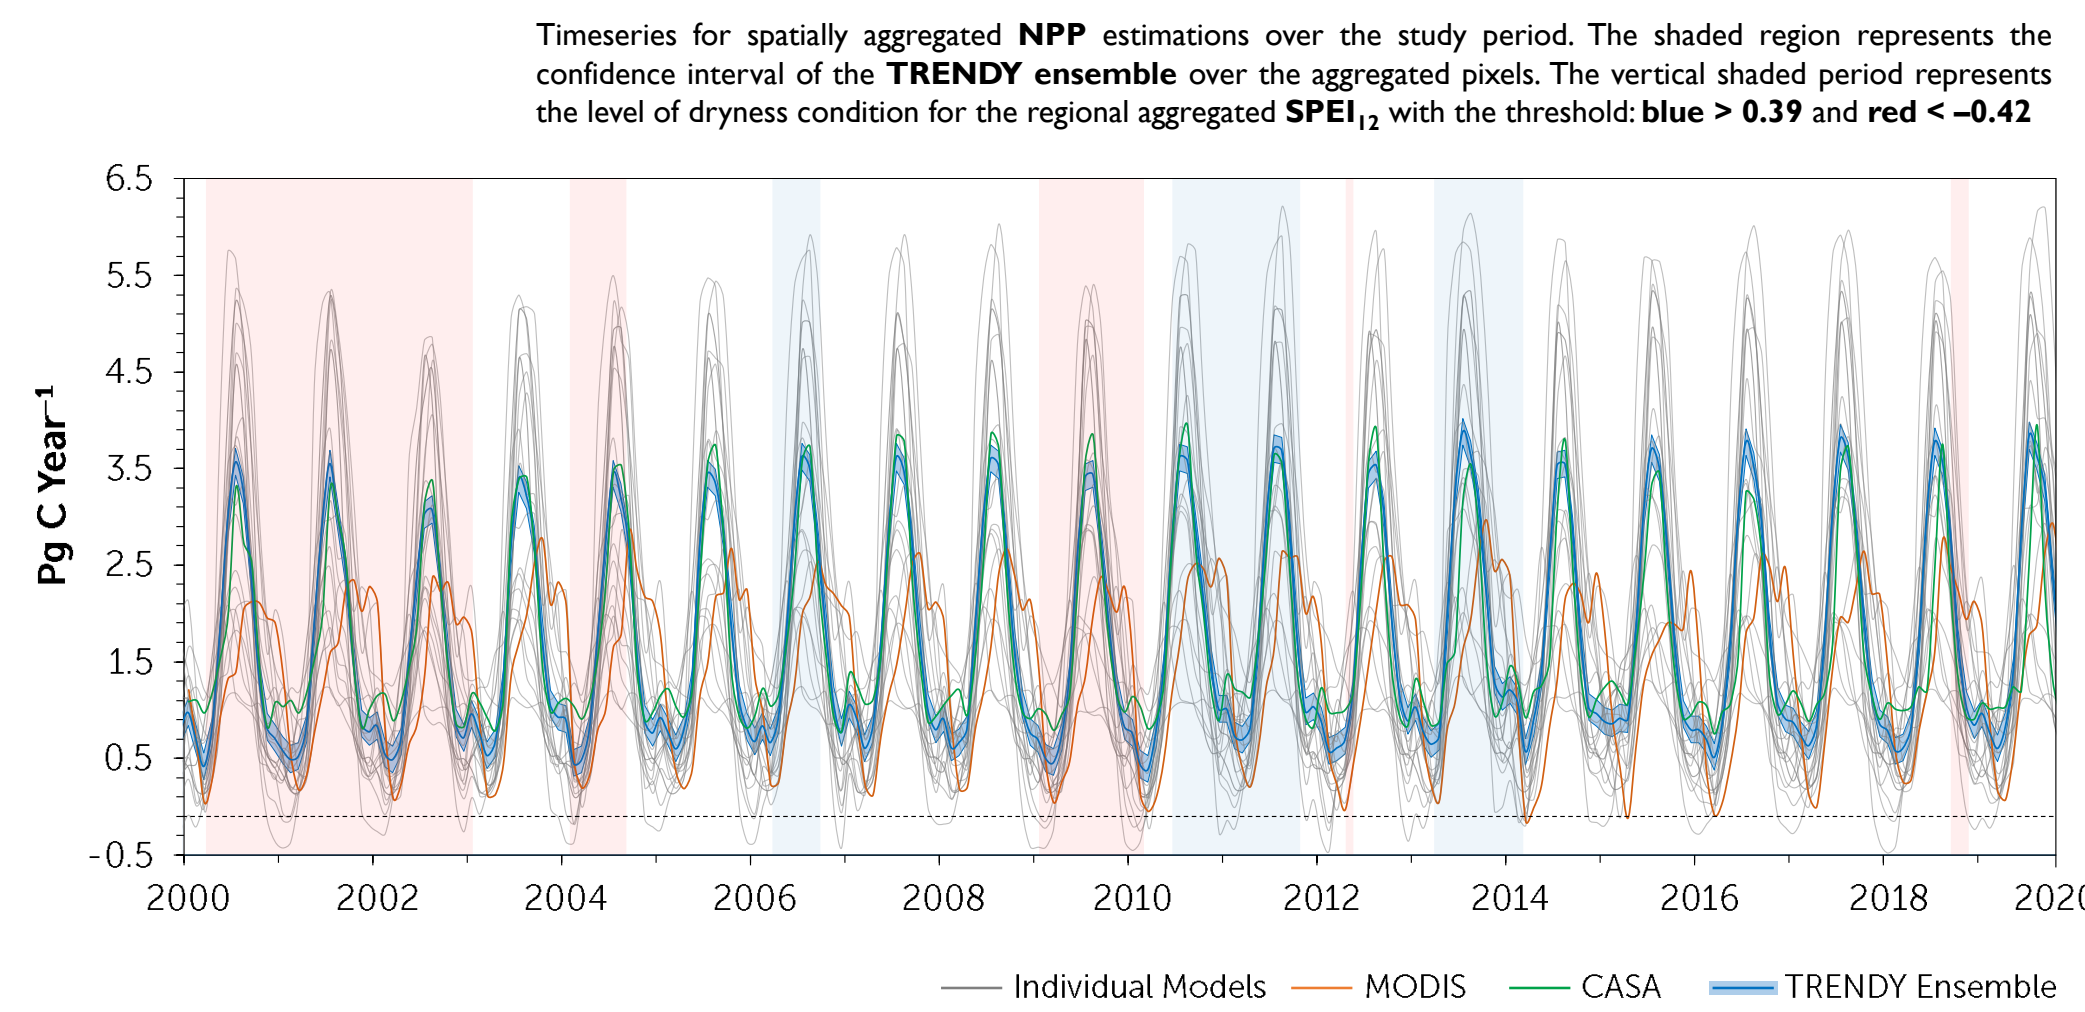 Timeseries for spatially aggregated NPP estimations over the study period. The shaded region represents the
confidence interval of the TRENDY ensemble over the aggregated pixels. The vertical shaded period represents
the level of dryness condition for the regional aggregated SPEI₁₂ with the threshold: blue > 0.39 and red < –0.42
6.5
5.5
4.5
3.5
2.5
1.5
0.5
-0.5
Pg C Year⁻¹
2000 2002 2004 2006 2008 2010 2012 2014 2016 2018 2020
Individual Models MODIS CASA TRENDY Ensemble